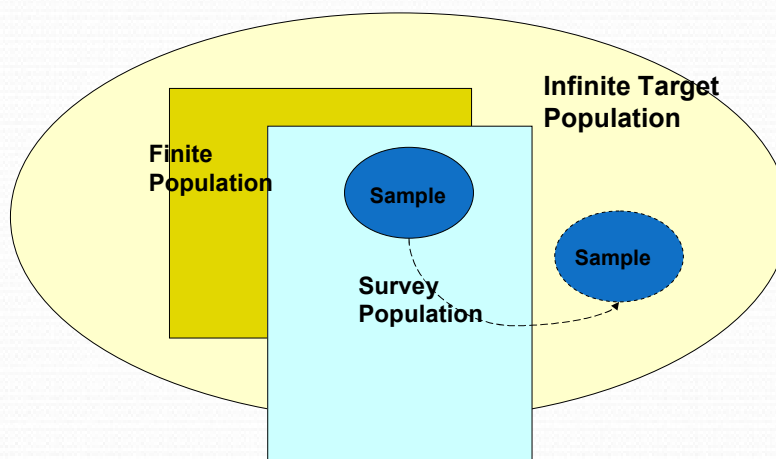 Infinite Target
Population
Finite
Population
Sample
Sample
Survey
Population